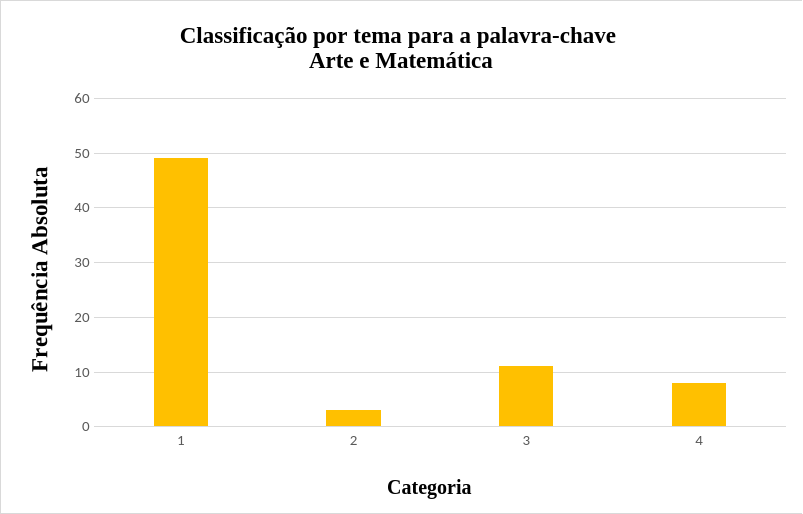 Classificação por tema para a palavra-chave
Arte e Matemática
Frequência Absoluta
60
50
40
30
20
10
0
1 2 3 4
Categoria